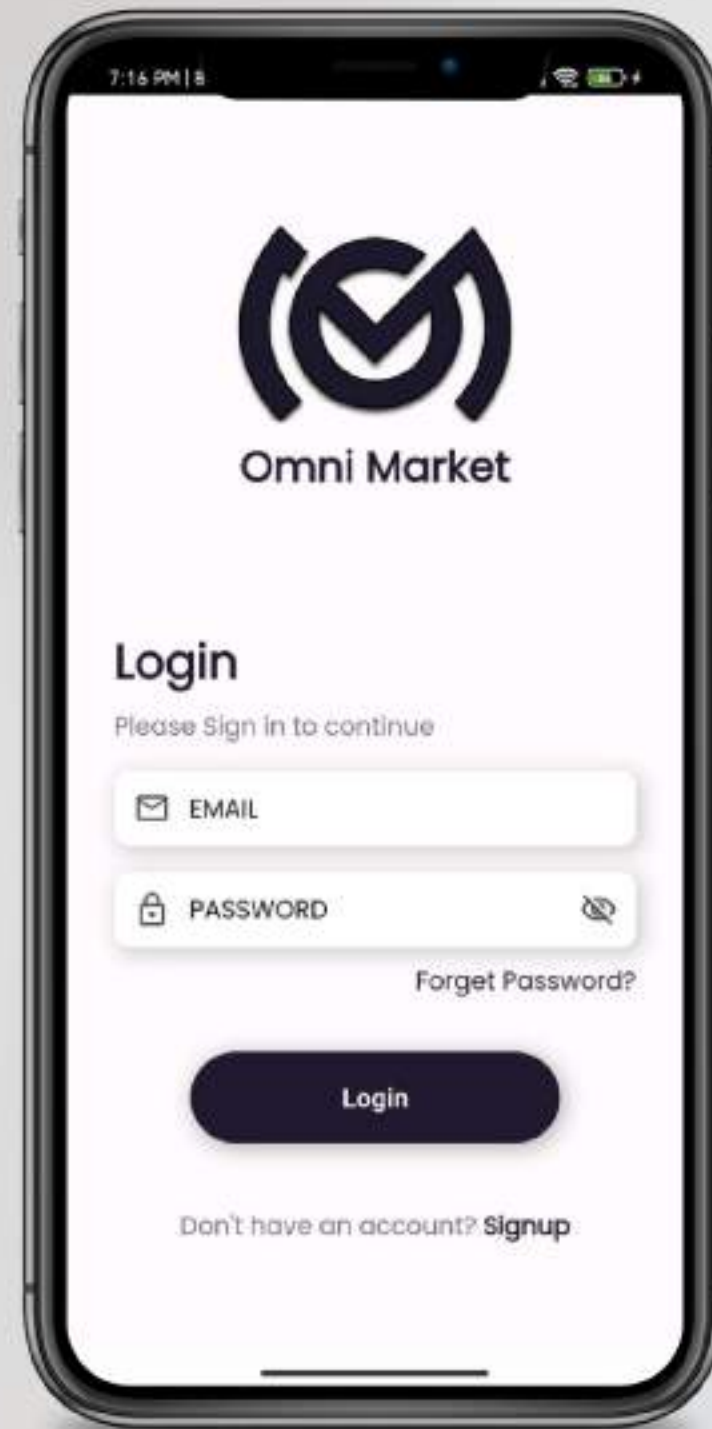 7:16 PM | 8
Omni Market
Login
Please Sign in to continue
EMAIL
PASSWORD
Forget Password?
Login
Don't have an account? Signup